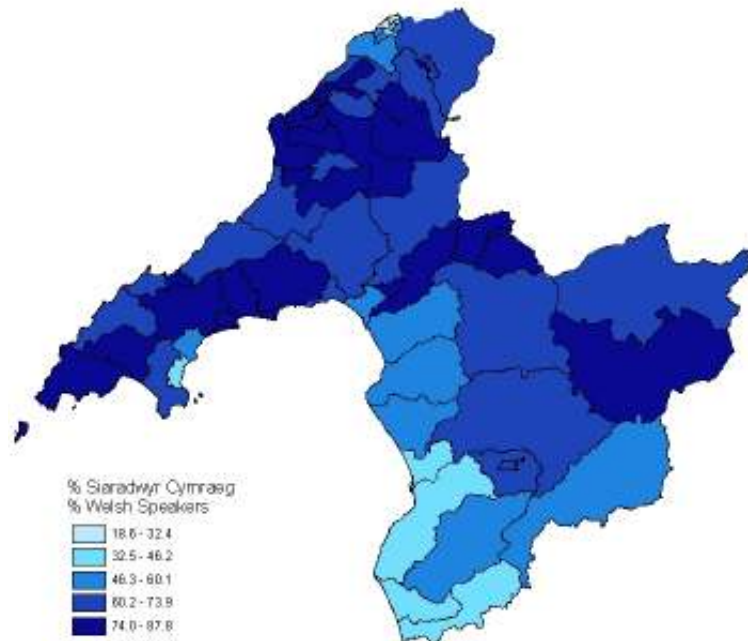 % Siaradwyr Cymraeg
% Welsh Speakers
18.6 - 32.4
32.5 - 46.2
46.3 - 60.1
60.2 - 73.9
74.0 - 87.8